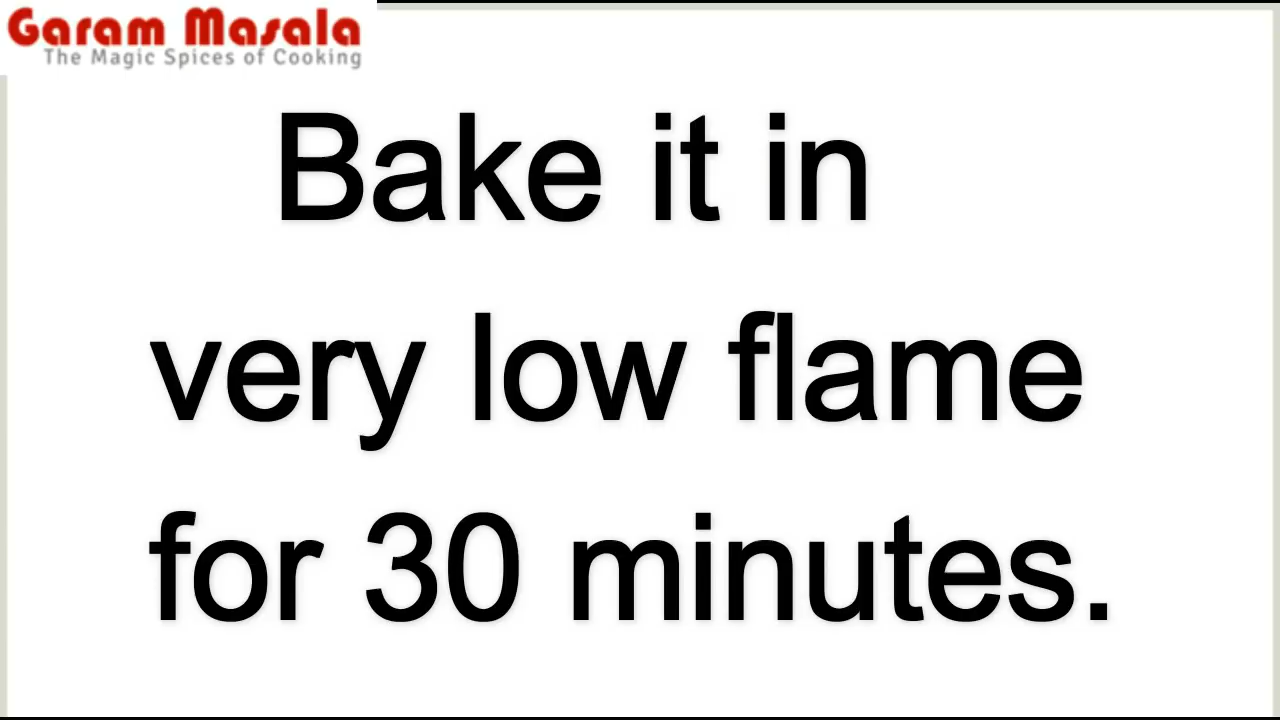 Garam Masala
The Magic Spices of Cooking
Bake it in
very low flame
for 30 minutes.